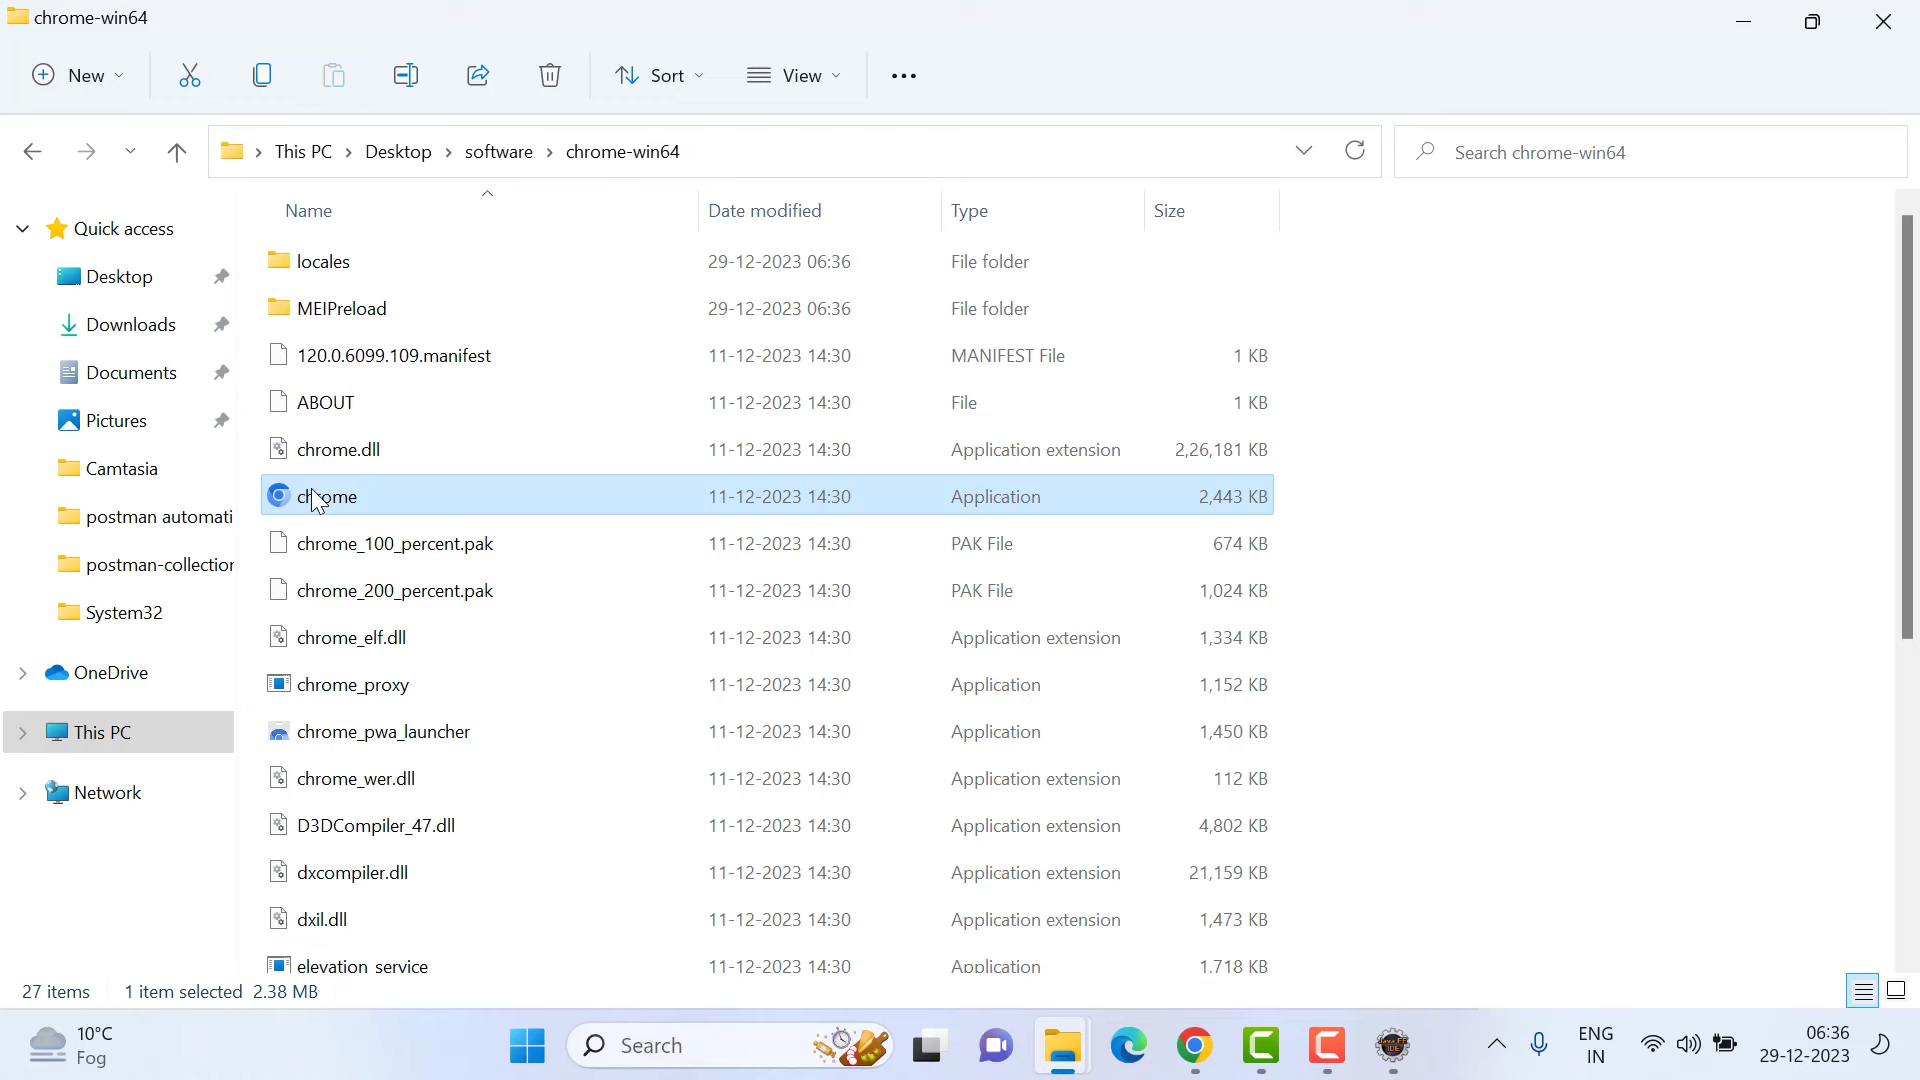 chrome-win64
New
Sort
View
This PC > Desktop > software > chrome-win64
Search chrome-win64
Name Date modified Type Size
Quick access
Desktop
Downloads
Documents
Pictures
Camtasia
postman automati
postman-collection
System32
OneDrive
This PC
Network
locales 29-12-2023 06:36 File folder
MEIPreload 29-12-2023 06:36 File folder
120.0.6099.109.manifest 11-12-2023 14:30 MANIFEST File 1 KB
ABOUT 11-12-2023 14:30 File 1 KB
chrome.dll 11-12-2023 14:30 Application extension 2,26,181 KB
chrome 11-12-2023 14:30 Application 2,443 KB
chrome_100_percent.pak 11-12-2023 14:30 PAK File 674 KB
chrome_200_percent.pak 11-12-2023 14:30 PAK File 1,024 KB
chrome_elf.dll 11-12-2023 14:30 Application extension 1,334 KB
chrome_proxy 11-12-2023 14:30 Application 1,152 KB
chrome_pwa_launcher 11-12-2023 14:30 Application 1,450 KB
chrome_wer.dll 11-12-2023 14:30 Application extension 112 KB
D3DCompiler_47.dll 11-12-2023 14:30 Application extension 4,802 KB
dxcompiler.dll 11-12-2023 14:30 Application extension 21,159 KB
dxil.dll 11-12-2023 14:30 Application extension 1,473 KB
elevation_service 11-12-2023 14:30 Application 1,718 KB
27 items 1 item selected 2.38 MB
10°C
Fog
Search
Java EE
IDE
ENG
IN
06:36
29-12-2023